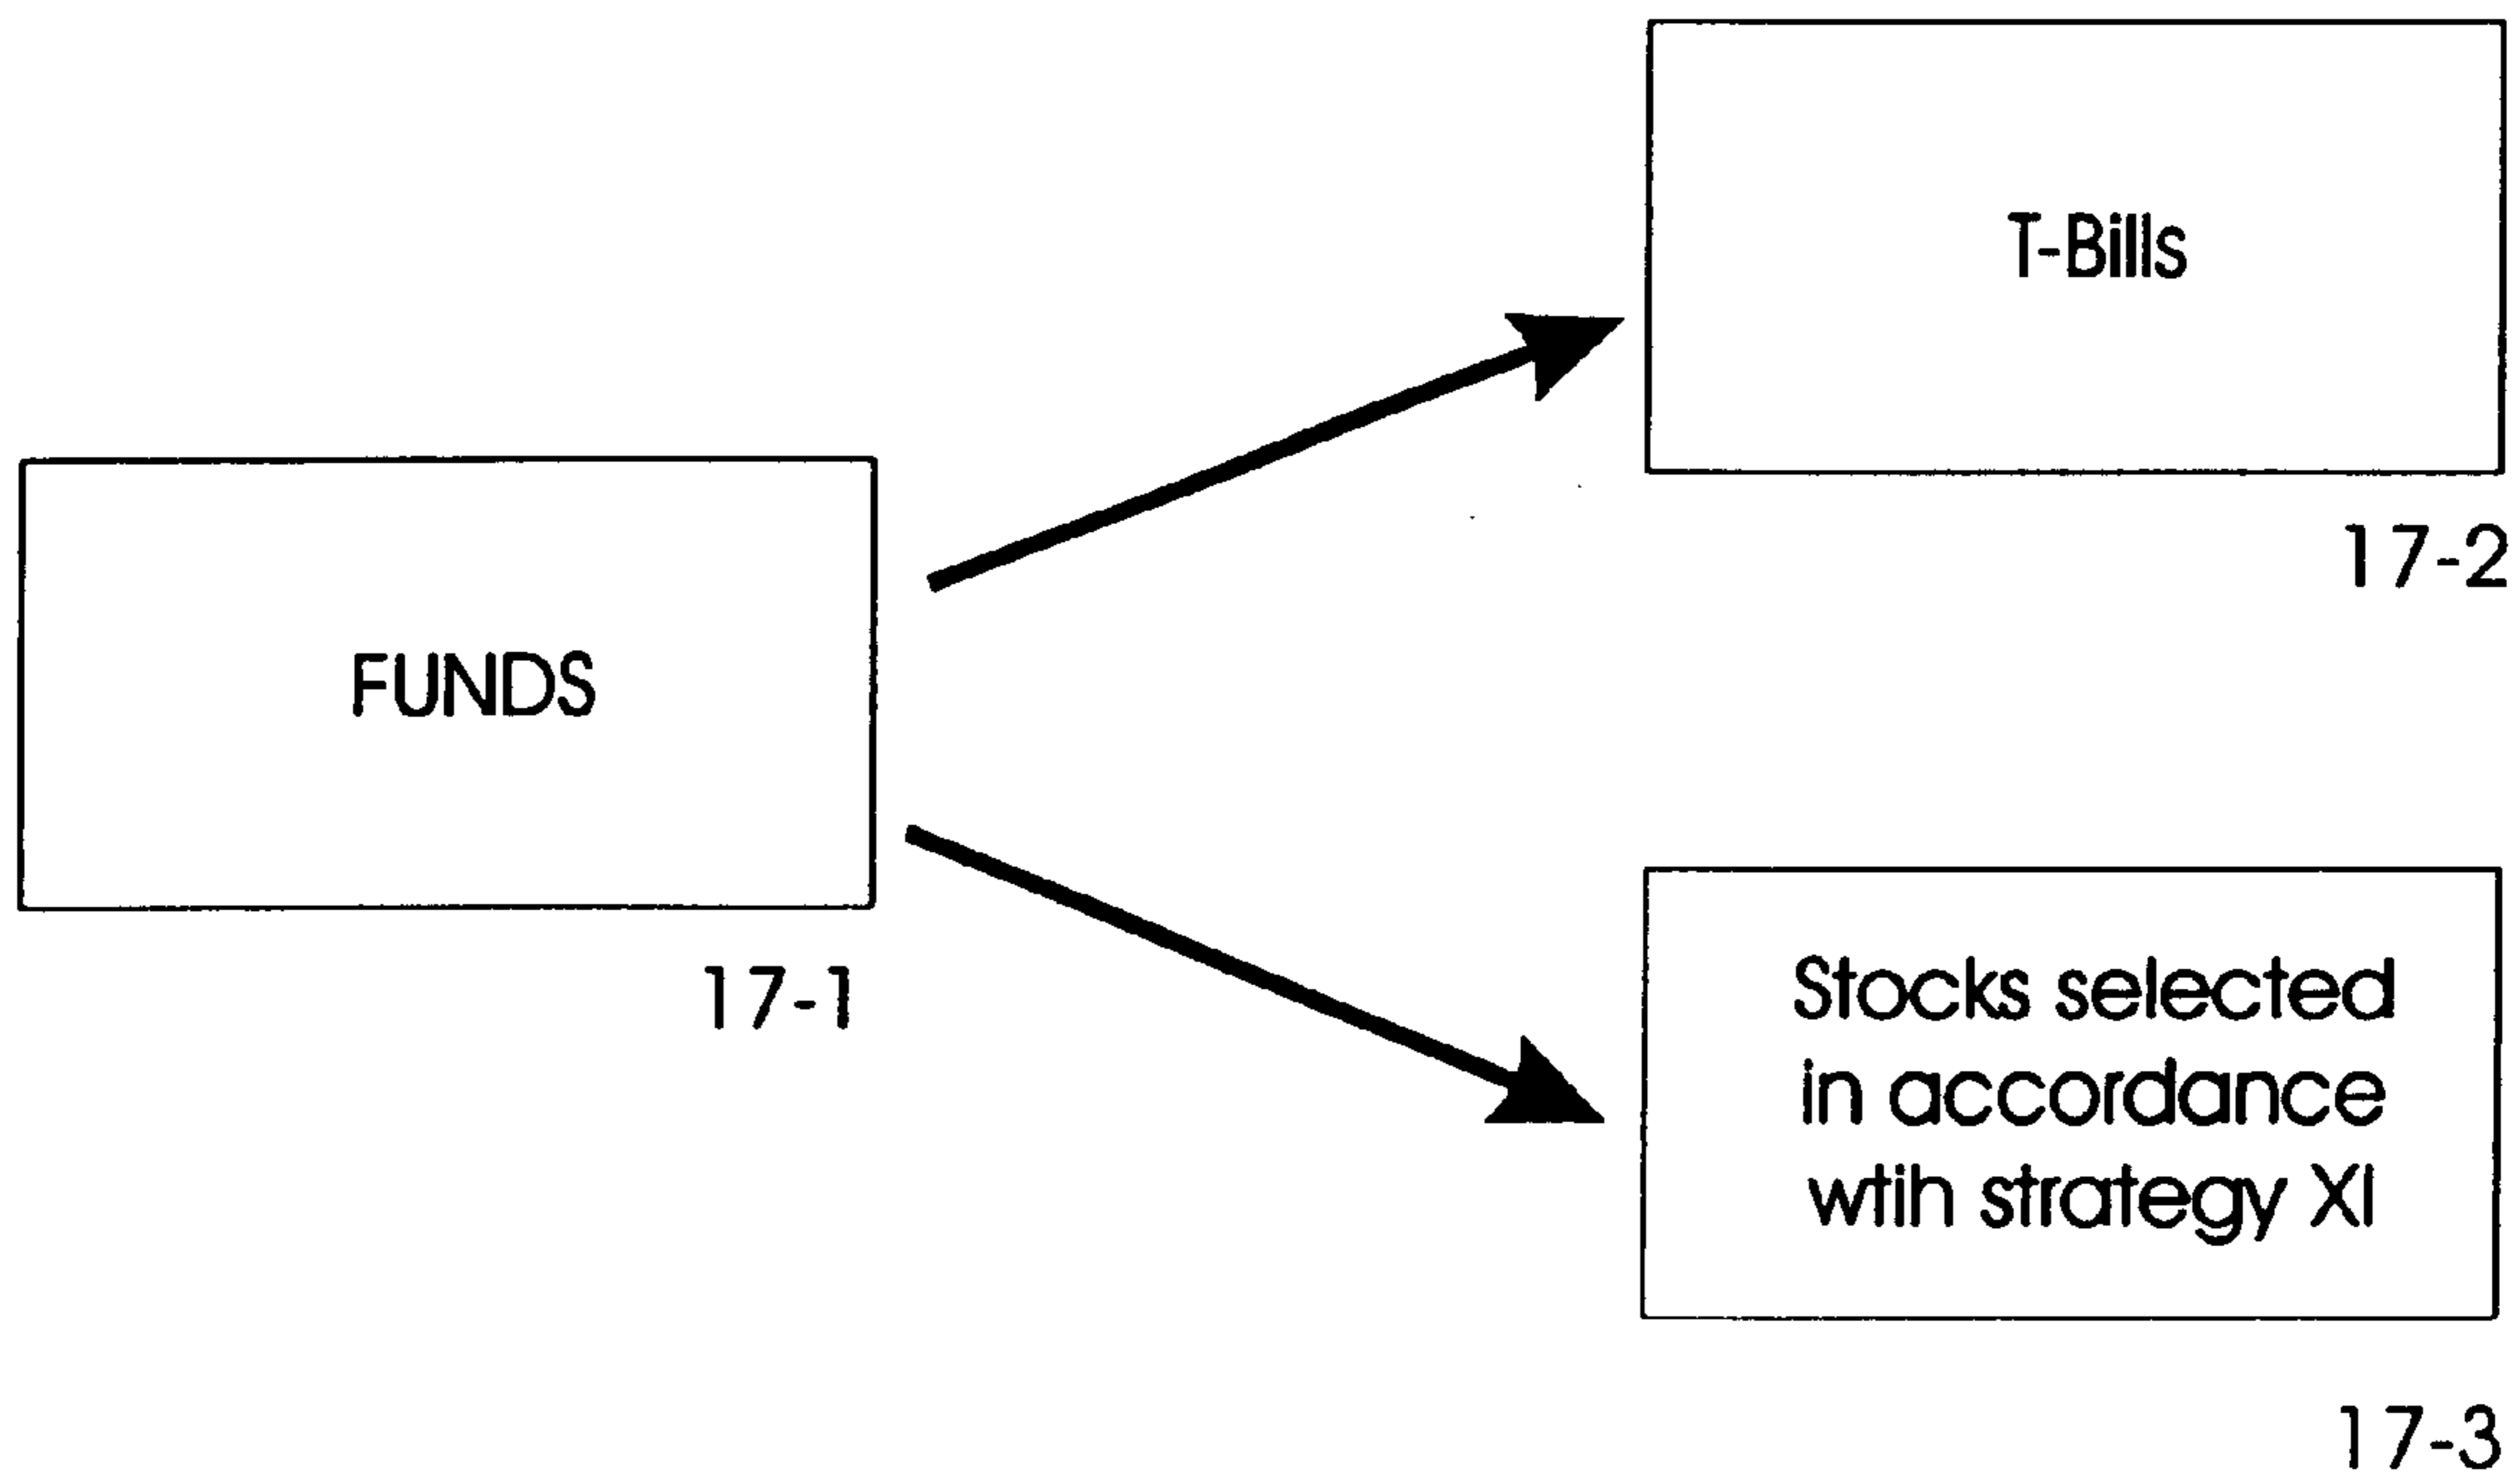 T-Bills
17-2
FUNDS
17-1
Stocks selected
in accordance
wtih strategy XI
17-3